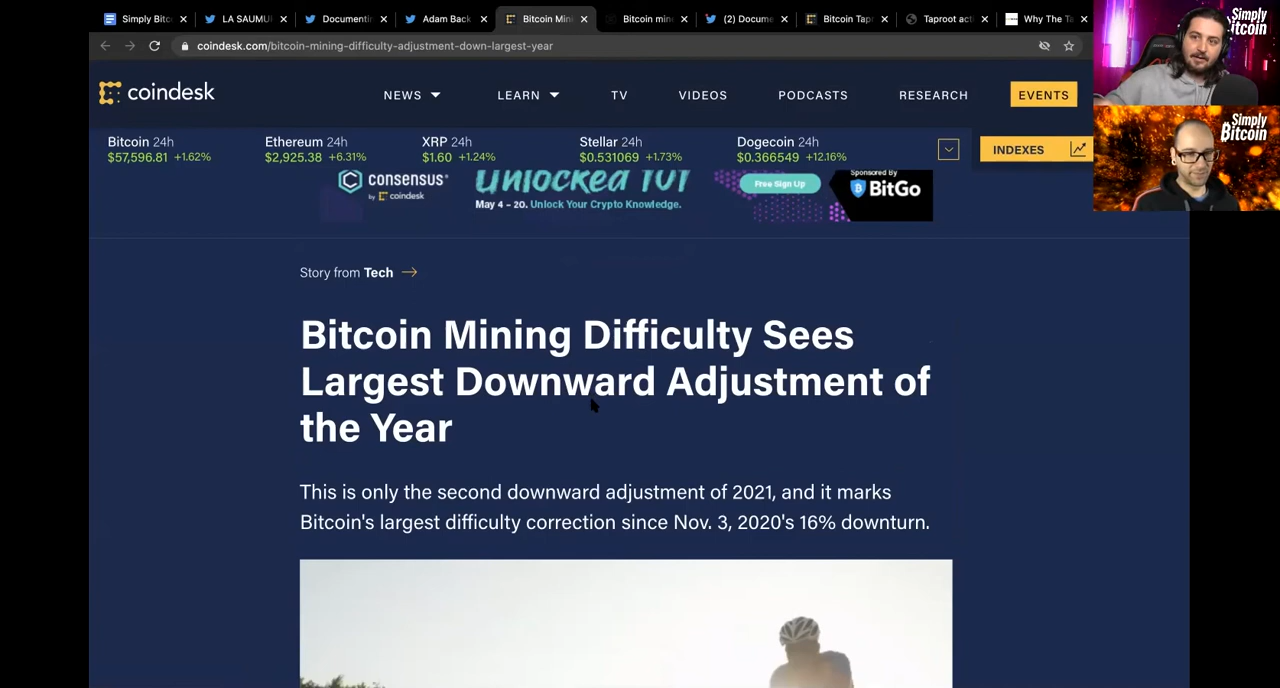 Simply Bitc
LA SAUMU
Documentin
Adam Back
Bitcoin Min
Bitcoin mine
(2) Docume
Bitcoin Tapr
Taproot act
Why The Ta
coindesk.com/bitcoin-mining-difficulty-adjustment-down-largest-year
Simply
Bitcoin
Simply
Bitcoin
coindesk
NEWS
LEARN
TV
VIDEOS
PODCASTS
RESEARCH
EVENTS
Bitcoin 24h
$57,596.81 +1.62%
Ethereum 24h
$2,925.38 +6.31%
XRP 24h
$1.60 +1.24%
Stellar 24h
$0.531069 +1.73%
Dogecoin 24h
$0.366549 +12.16%
INDEXES
consensus
by coindesk
UNLOCKED 101
May 4 – 20. Unlock Your Crypto Knowledge.
Free Sign Up
Sponsored By
BitGo
Story from Tech
Bitcoin Mining Difficulty Sees
Largest Downward Adjustment of
the Year
This is only the second downward adjustment of 2021, and it marks
Bitcoin's largest difficulty correction since Nov. 3, 2020's 16% downturn.